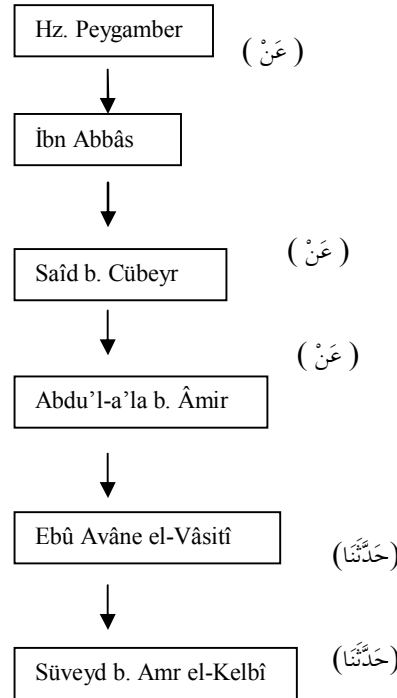 Hz. Peygamber
( عَنْ )
İbn Abbâs
( عَنْ )
Saîd b. Cübeyr
( عَنْ )
Abdu’l-a’la b. Âmir
Ebû Avâne el-Vâsitî
(حَدَّثَنَا)
(حَدَّثَنَا)
Süveyd b. Amr el-Kelbî